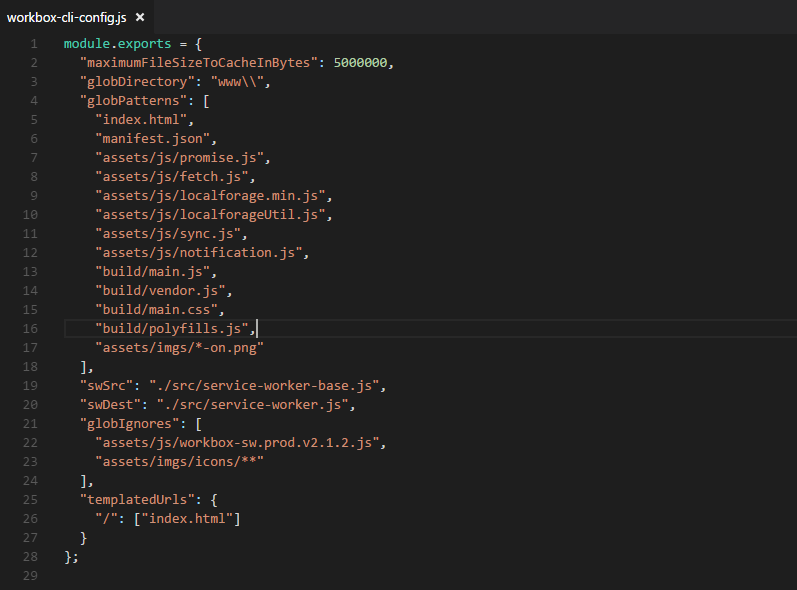 workbox-cli-config.js ×
1 module.exports = {
2 "maximumFileSizeToCacheInBytes": 5000000,
3 "globDirectory": "www\\",
4 "globPatterns": [
5 "index.html",
6 "manifest.json",
7 "assets/js/promise.js",
8 "assets/js/fetch.js",
9 "assets/js/localforage.min.js",
10 "assets/js/localforageUtil.js",
11 "assets/js/sync.js",
12 "assets/js/notification.js",
13 "build/main.js",
14 "build/vendor.js",
15 "build/main.css",
16 "build/polyfills.js",
17 "assets/imgs/*-on.png"
18 ],
19 "swSrc": "./src/service-worker-base.js",
20 "swDest": "./src/service-worker.js",
21 "globIgnores": [
22 "assets/js/workbox-sw.prod.v2.1.2.js",
23 "assets/imgs/icons/**"
24 ],
25 "templatedUrls": {
26 "/": ["index.html"]
27 }
28 };
29